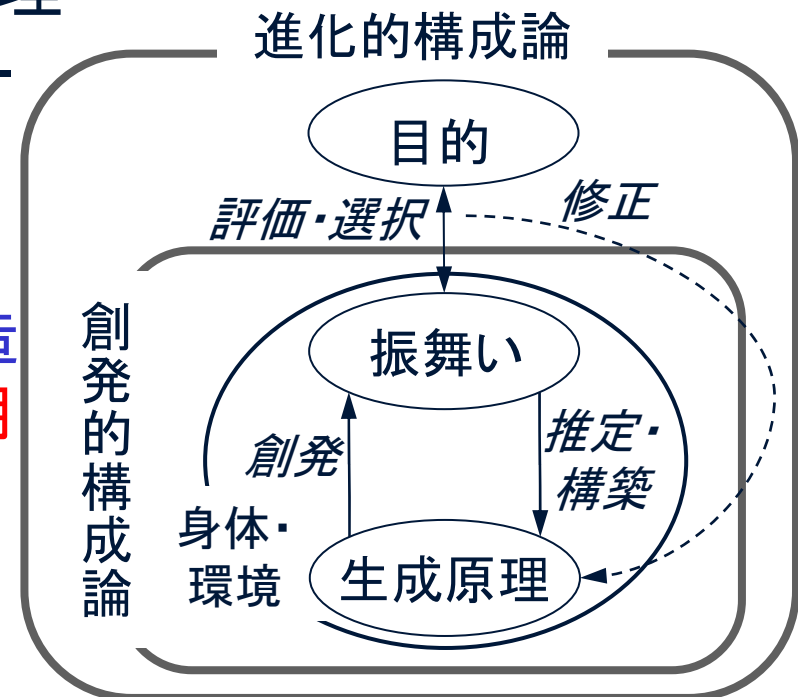 理
進化的構成論
目的
評価・選択
修正
創発的構成論
振舞い
創発
推定・
構築
身体・
環境
生成原理